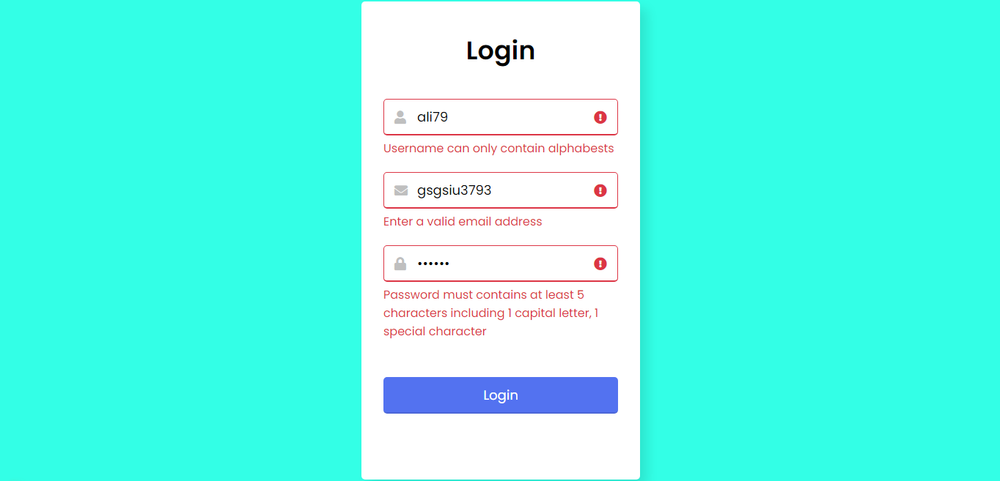 Login
ali79
Username can only contain alphabests
gsgsiu3793
Enter a valid email address
••••••
Password must contains at least 5
characters including 1 capital letter, 1
special character
Login